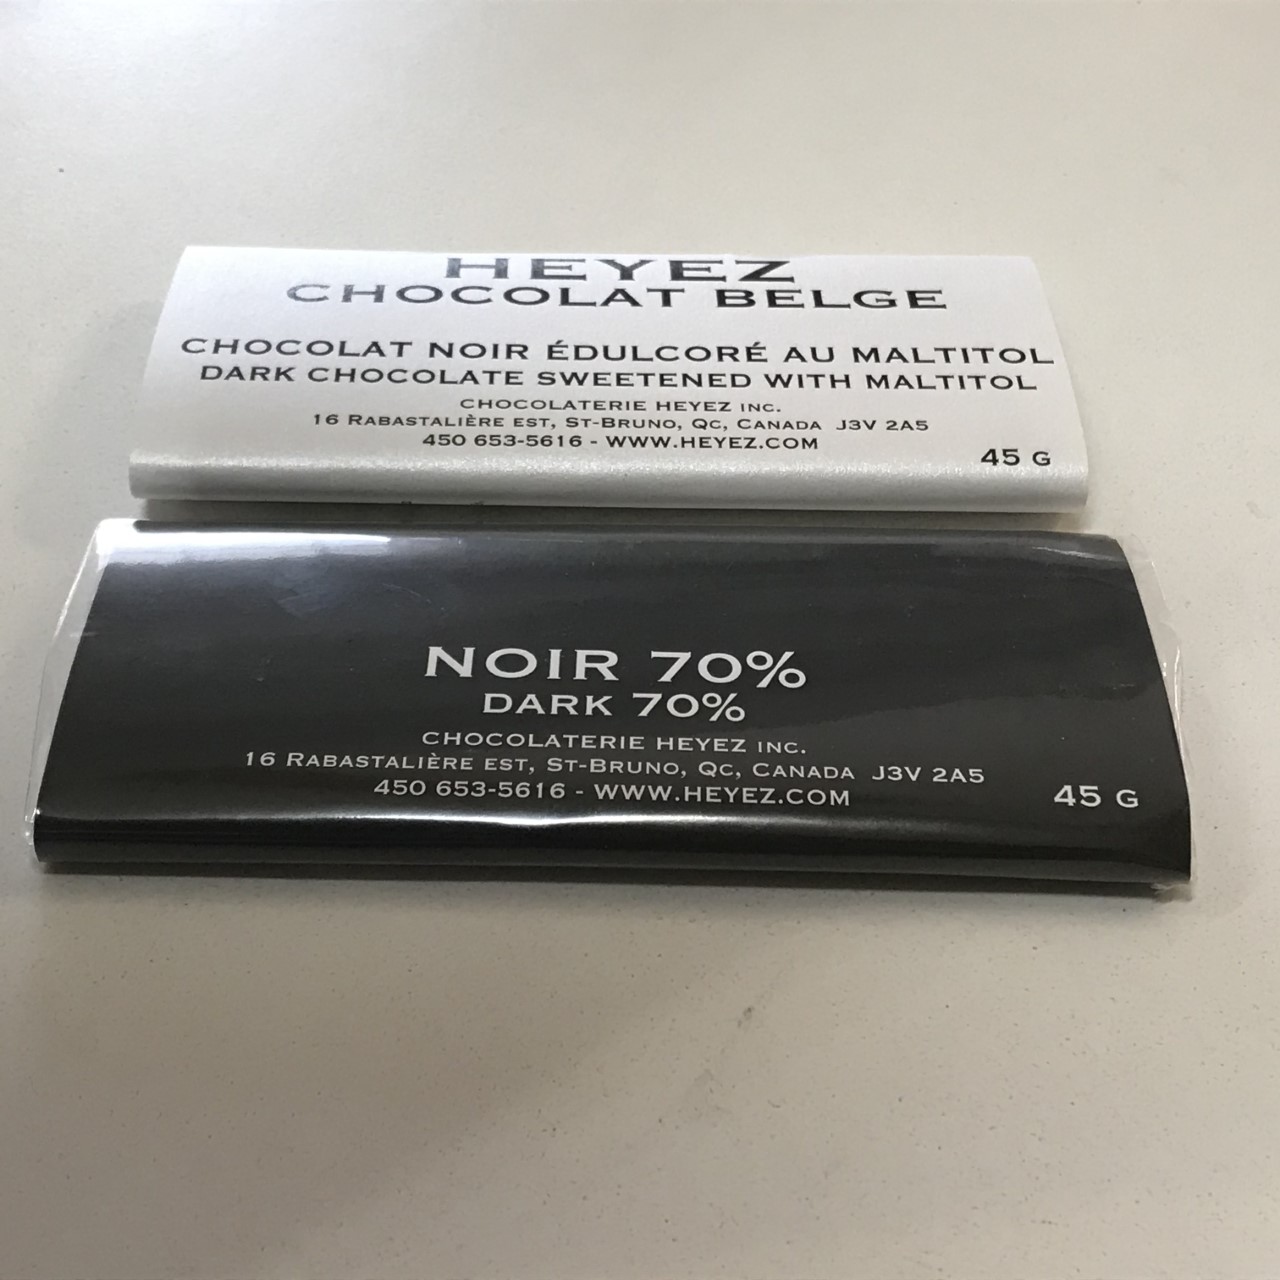 HEYEZ
CHOCOLAT BELGE
CHOCOLAT NOIR ÉDULCORÉ AU MALTITOL
DARK CHOCOLATE SWEETENED WITH MALTITOL
CHOCOLATERIE HEYEZ INC.
16 RABASTALIÈRE EST, ST-BRUNO, QC, CANADA J3V 2A5
450 653-5616 - WWW.HEYEZ.COM
45 G
NOIR 70%
DARK 70%
CHOCOLATERIE HEYEZ INC.
16 RABASTALIÈRE EST, ST-BRUNO, QC, CANADA J3V 2A5
450 653-5616 - WWW.HEYEZ.COM
45 G